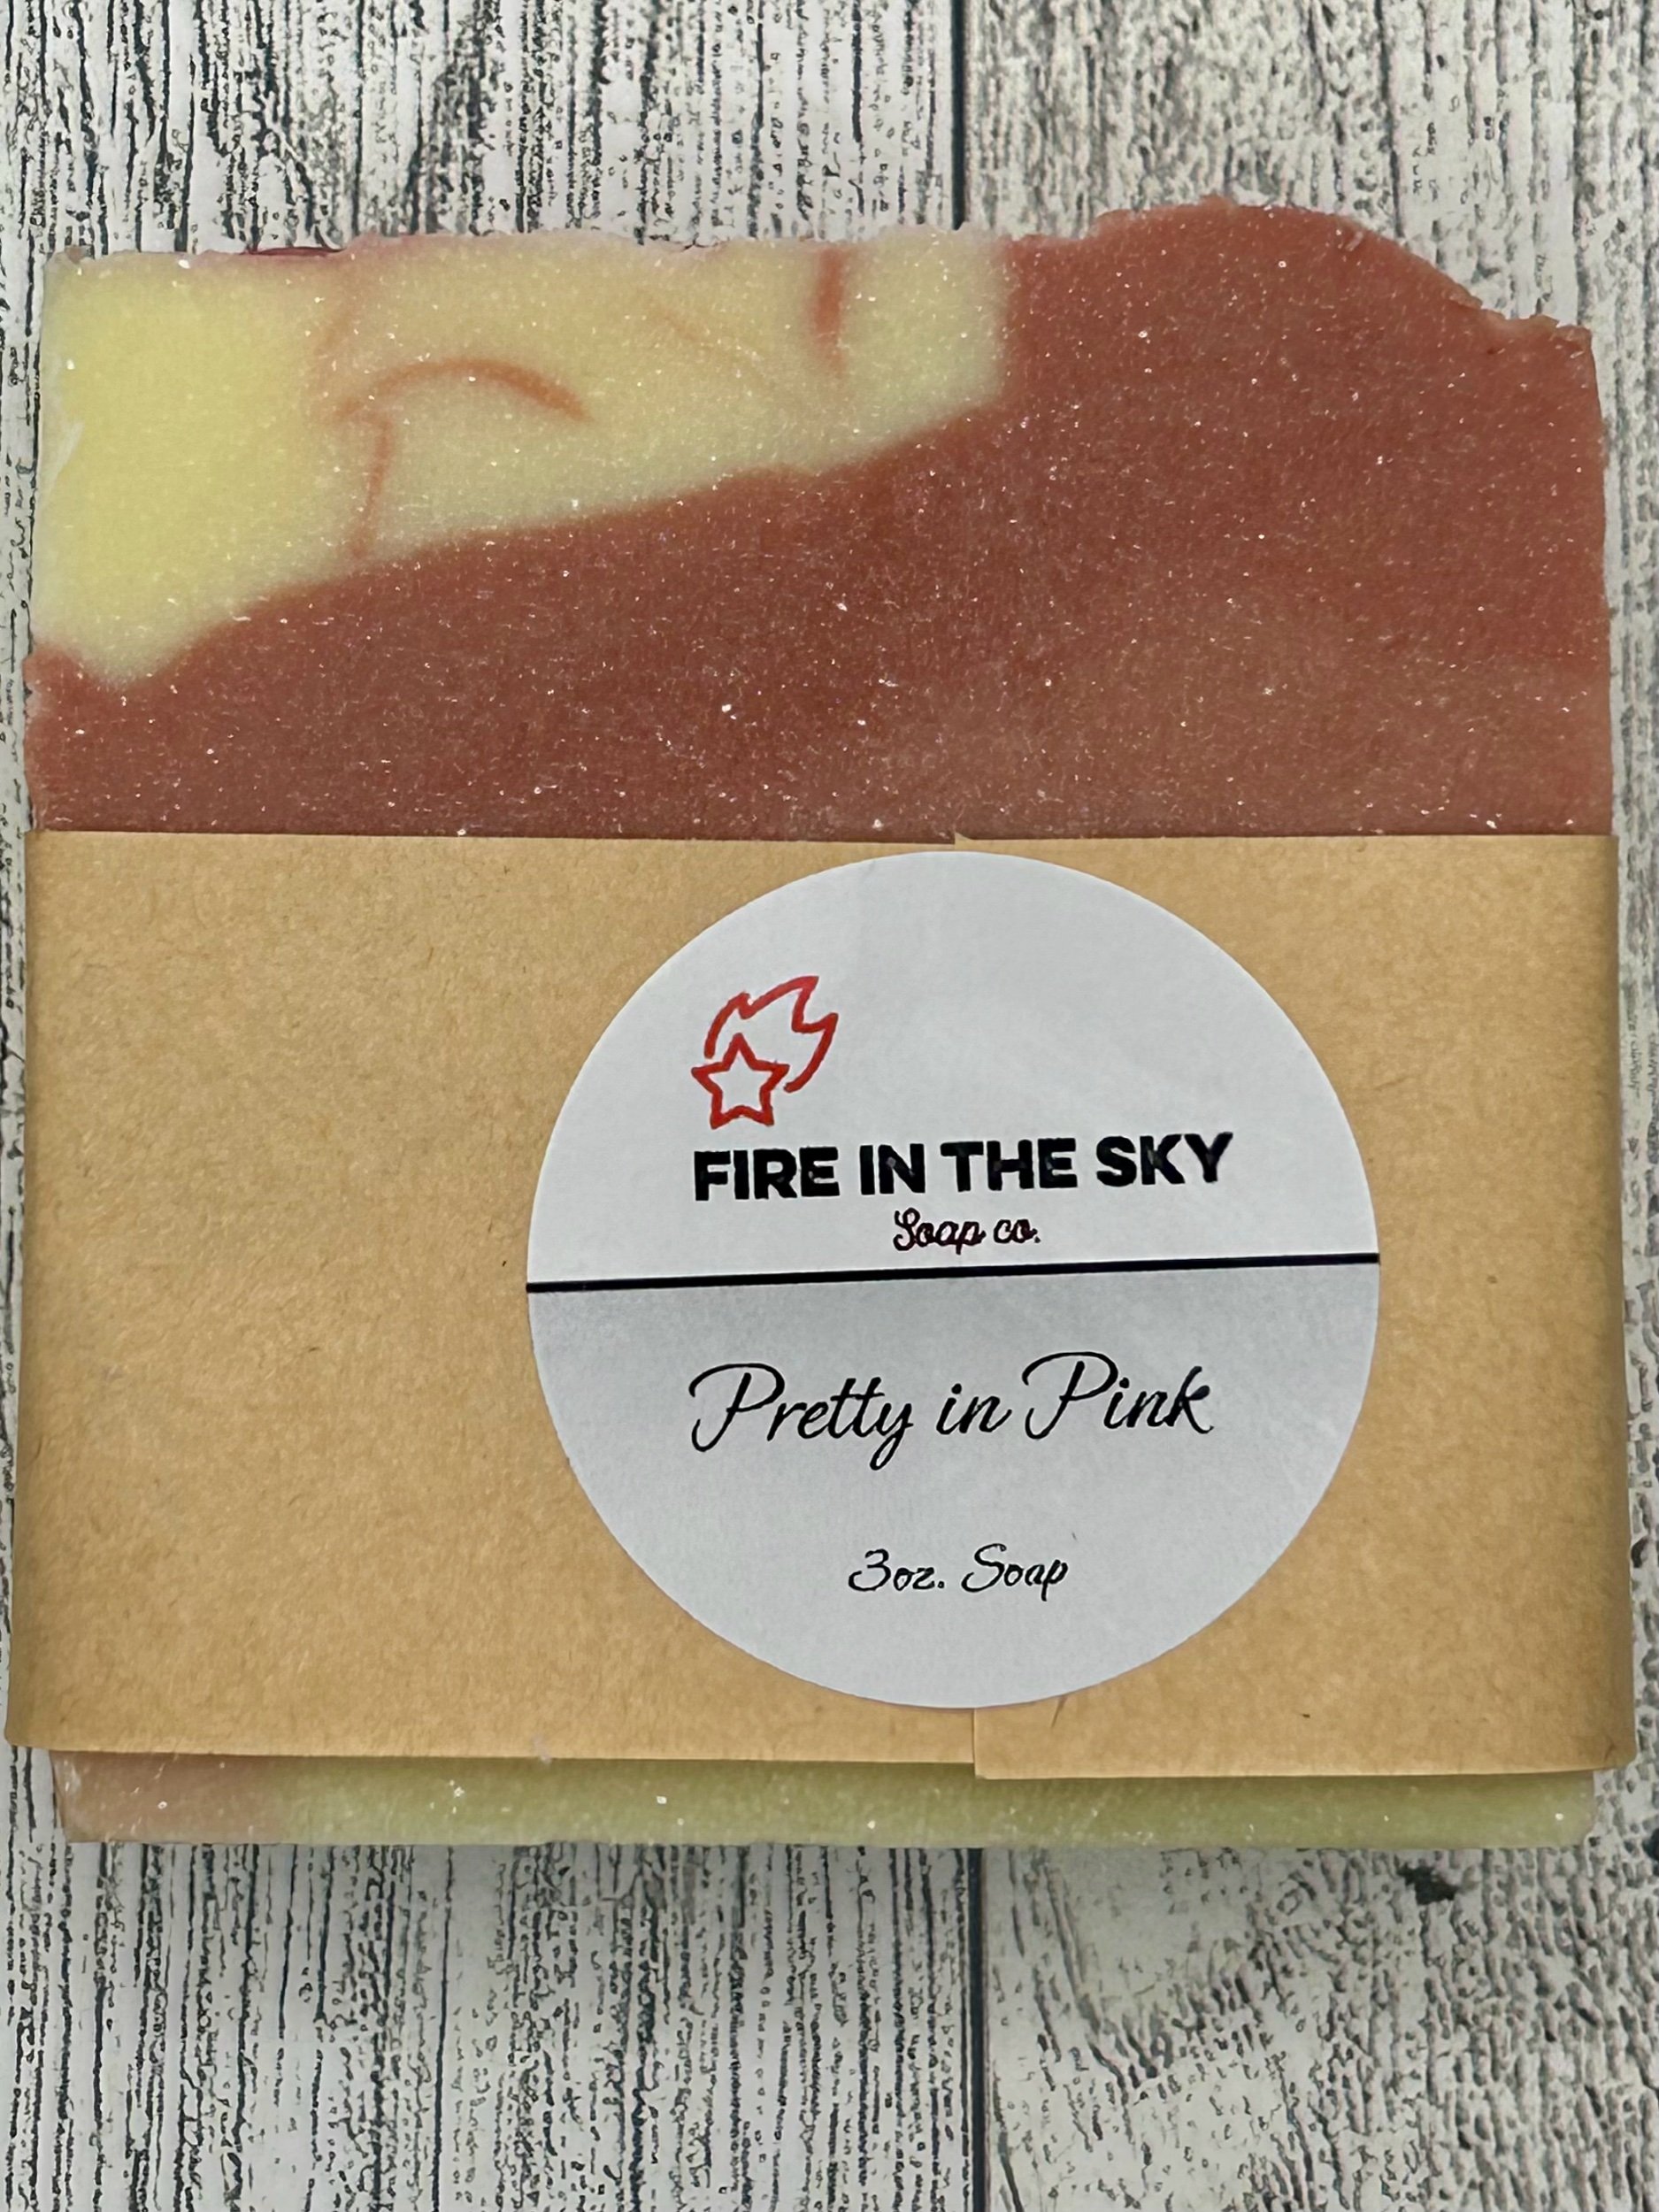 FIRE IN THE SKY
Soap co.
Pretty in Pink
3oz. Soap